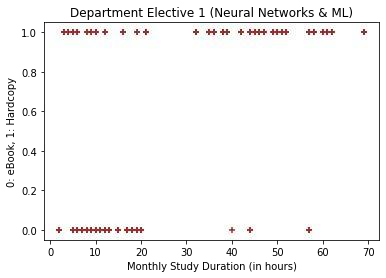 Department Elective 1 (Neural Networks & ML)
1.0
0.8
0.6
0.4
0.2
0.0
0: eBook, 1: Hardcopy
0 10 20 30 40 50 60 70
Monthly Study Duration (in hours)